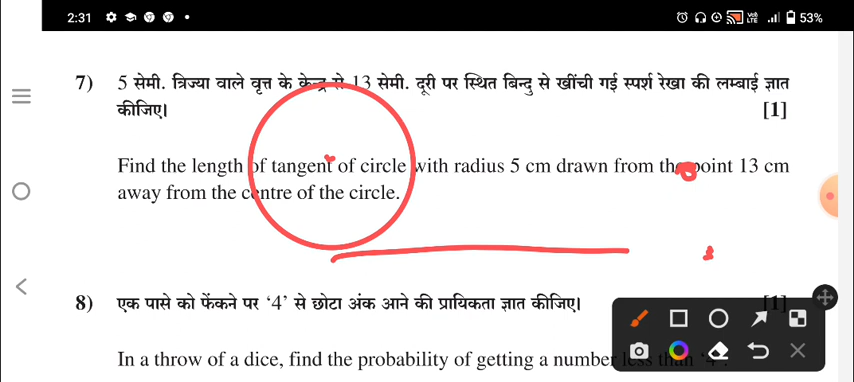 2:31 53%
7) 5 सेमी. त्रिज्या वाले वृत्त के केन्द्र से 13 सेमी. दूरी पर स्थित बिन्दु से खींची गई स्पर्श रेखा की लम्बाई ज्ञात
कीजिए। [1]
Find the length of tangent of circle with radius 5 cm drawn from the point 13 cm
away from the centre of the circle.
8) एक पासे को फेंकने पर ‘4’ से छोटा अंक आने की प्रायिकता ज्ञात कीजिए। [1]
In a throw of a dice, find the probability of getting a number less than ‘4’.